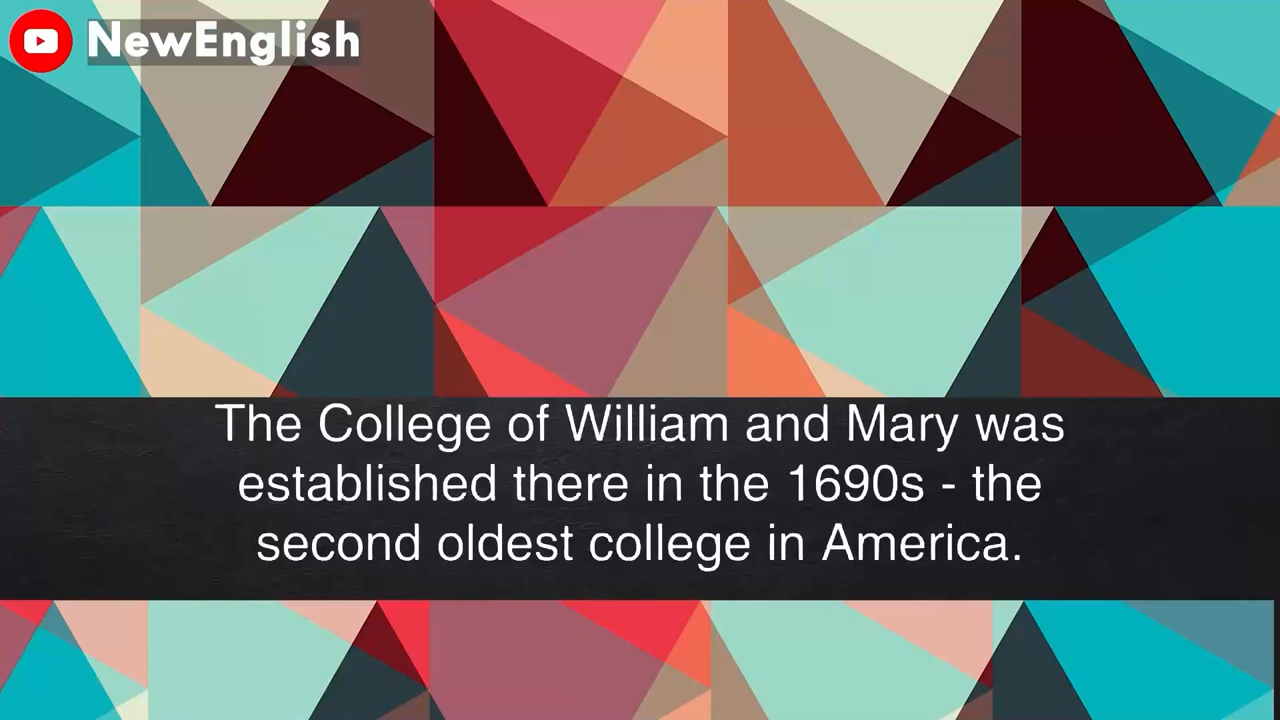 NewEnglish
The College of William and Mary was
established there in the 1690s - the
second oldest college in America.